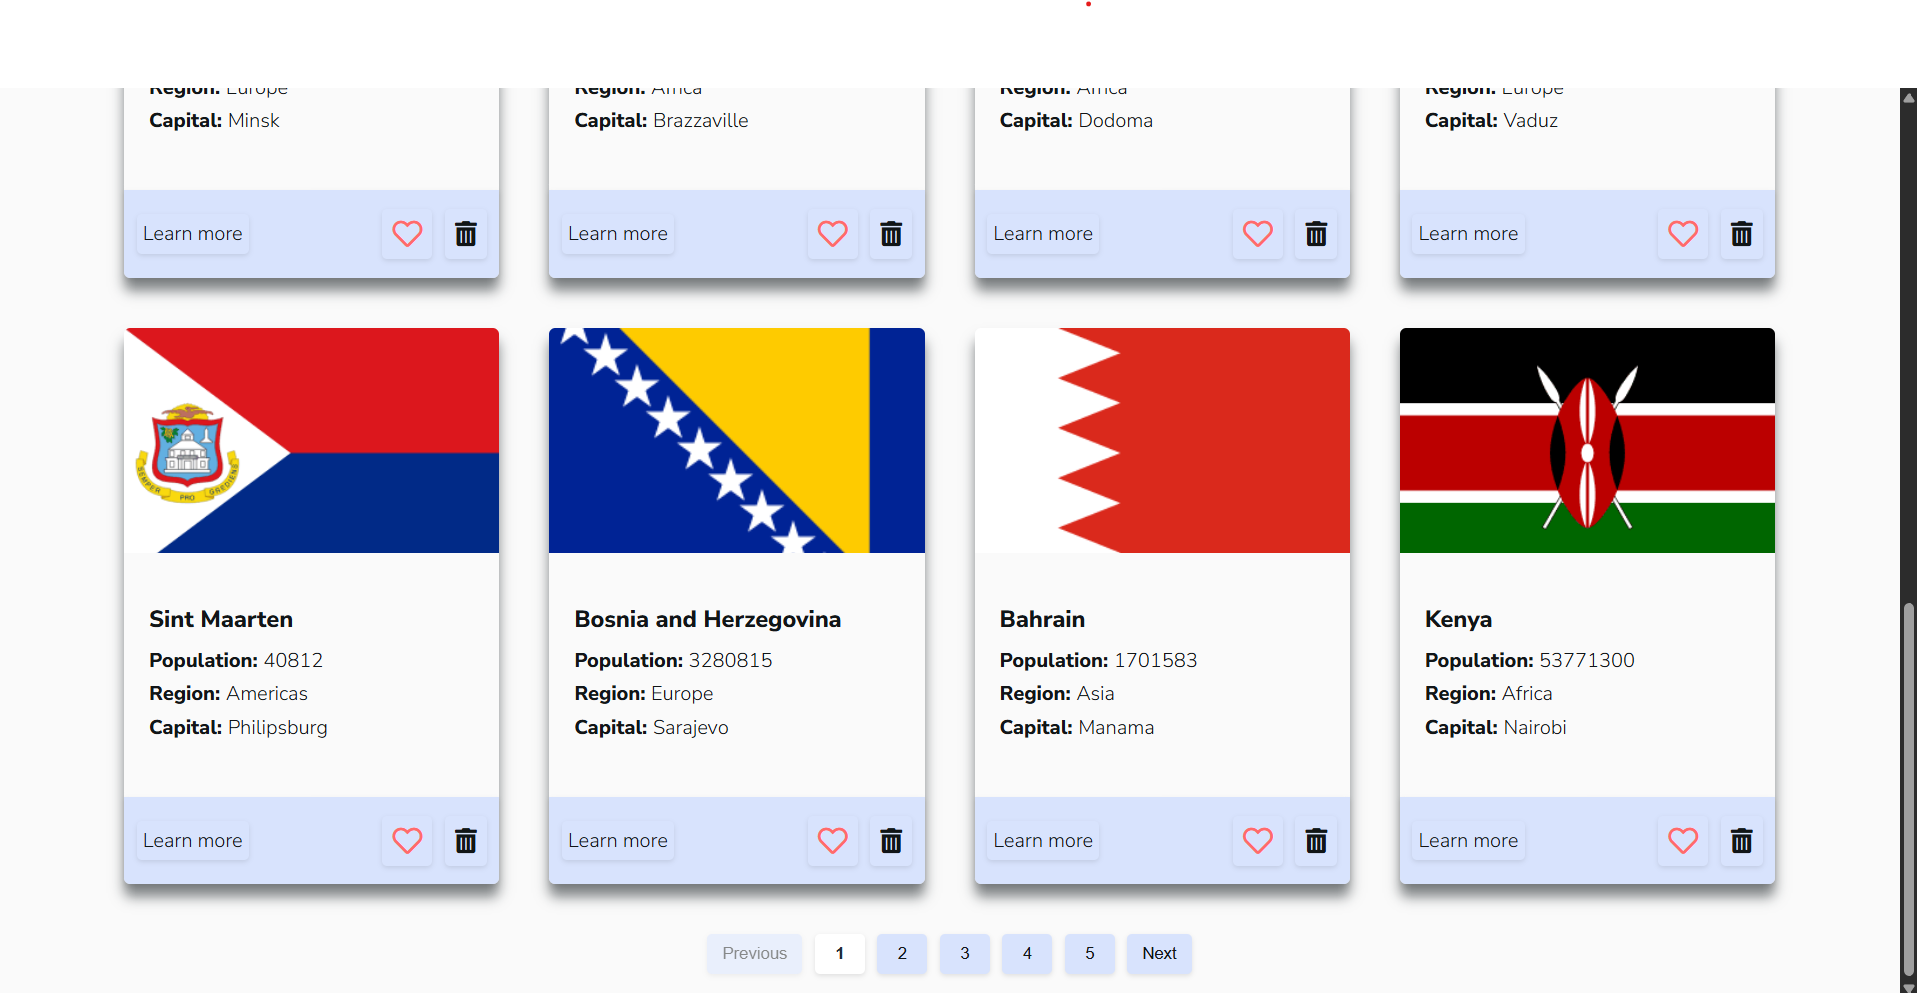 Region: Europe
Region: Africa
Region: Africa
Region: Europe
Capital: Minsk
Capital: Brazzaville
Capital: Dodoma
Capital: Vaduz
Learn more
Learn more
Learn more
Learn more
SEMPER PRO GREDIENS
Sint Maarten
Population: 40812
Region: Americas
Capital: Philipsburg
Learn more
Bosnia and Herzegovina
Population: 3280815
Region: Europe
Capital: Sarajevo
Learn more
Bahrain
Population: 1701583
Region: Asia
Capital: Manama
Learn more
Kenya
Population: 53771300
Region: Africa
Capital: Nairobi
Learn more
Previous 1 2 3 4 5 Next